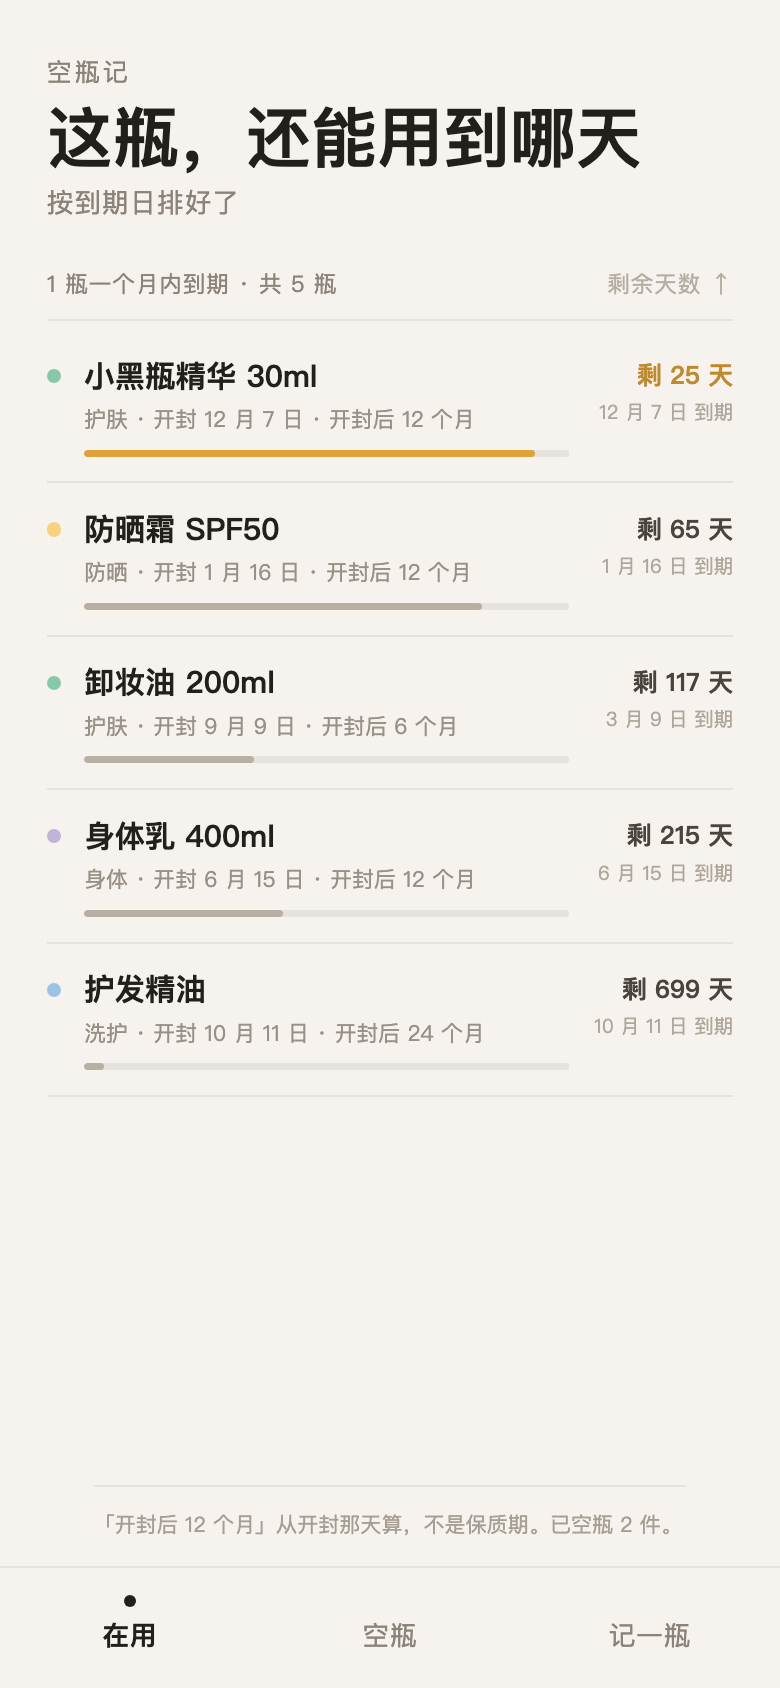 空瓶记
这瓶，还能用到哪天
按到期日排好了
1 瓶一个月内到期 · 共 5 瓶
剩余天数 ↑
小黑瓶精华 30ml
剩 25 天
护肤 · 开封 12 月 7 日 · 开封后 12 个月
12 月 7 日 到期
防晒霜 SPF50
剩 65 天
防晒 · 开封 1 月 16 日 · 开封后 12 个月
1 月 16 日 到期
卸妆油 200ml
剩 117 天
护肤 · 开封 9 月 9 日 · 开封后 6 个月
3 月 9 日 到期
身体乳 400ml
剩 215 天
身体 · 开封 6 月 15 日 · 开封后 12 个月
6 月 15 日 到期
护发精油
剩 699 天
洗护 · 开封 10 月 11 日 · 开封后 24 个月
10 月 11 日 到期
「开封后 12 个月」从开封那天算，不是保质期。已空瓶 2 件。
在用
空瓶
记一瓶